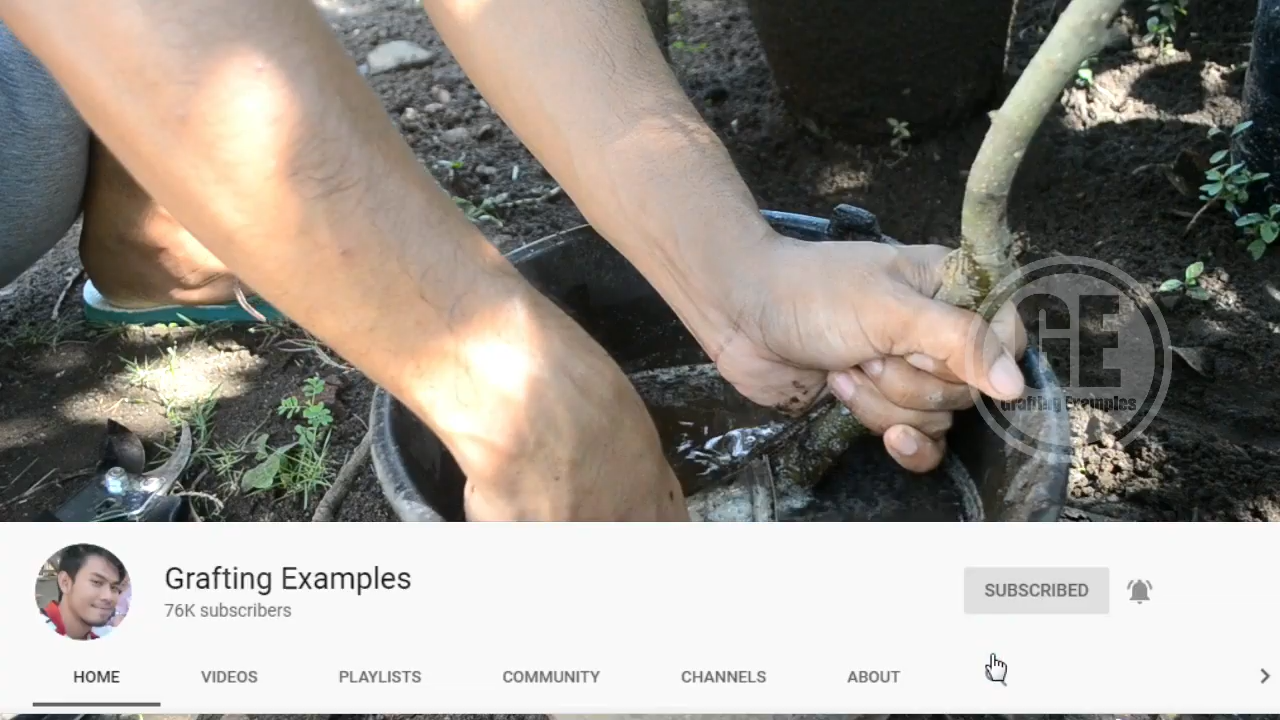 GE
Grafting Examples
Grafting Examples
76K subscribers
SUBSCRIBED
HOME
VIDEOS
PLAYLISTS
COMMUNITY
CHANNELS
ABOUT